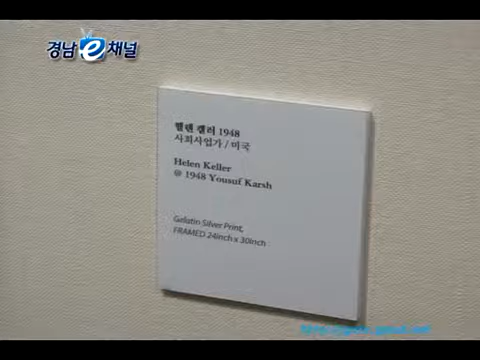 경남 e 채널
헬렌 켈러 1948
사회사업가 / 미국
Helen Keller
@ 1948 Yousuf Karsh
Gelatin Silver Print,
FRAMED 24inch x 30inch